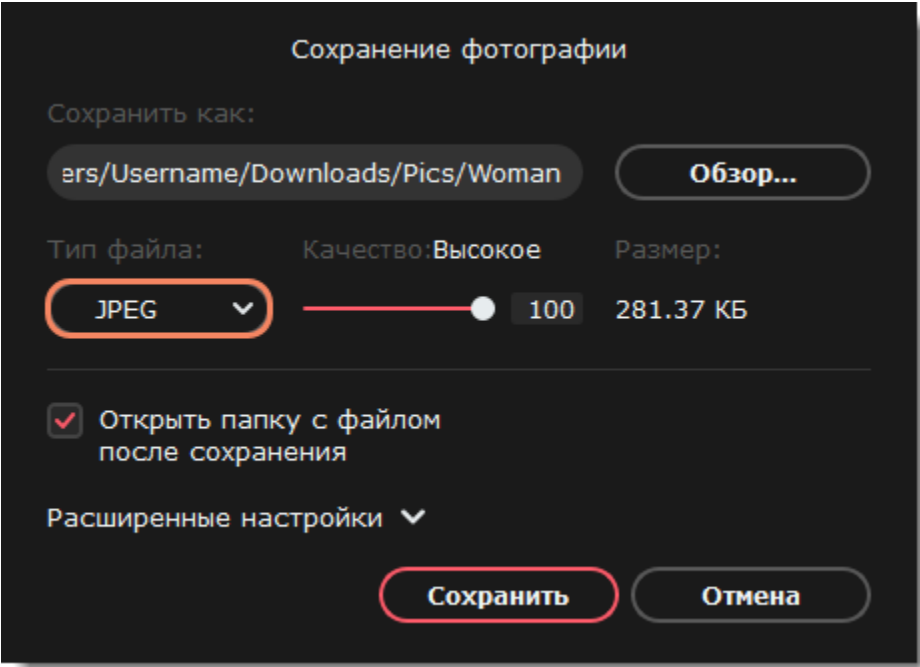 Сохранение фотографии
Сохранить как:
ers/Username/Downloads/Pics/Woman
Обзор...
Тип файла: Качество:Высокое Размер:
JPEG 100 281.37 КБ
Открыть папку с файлом
после сохранения
Расширенные настройки
Сохранить Отмена